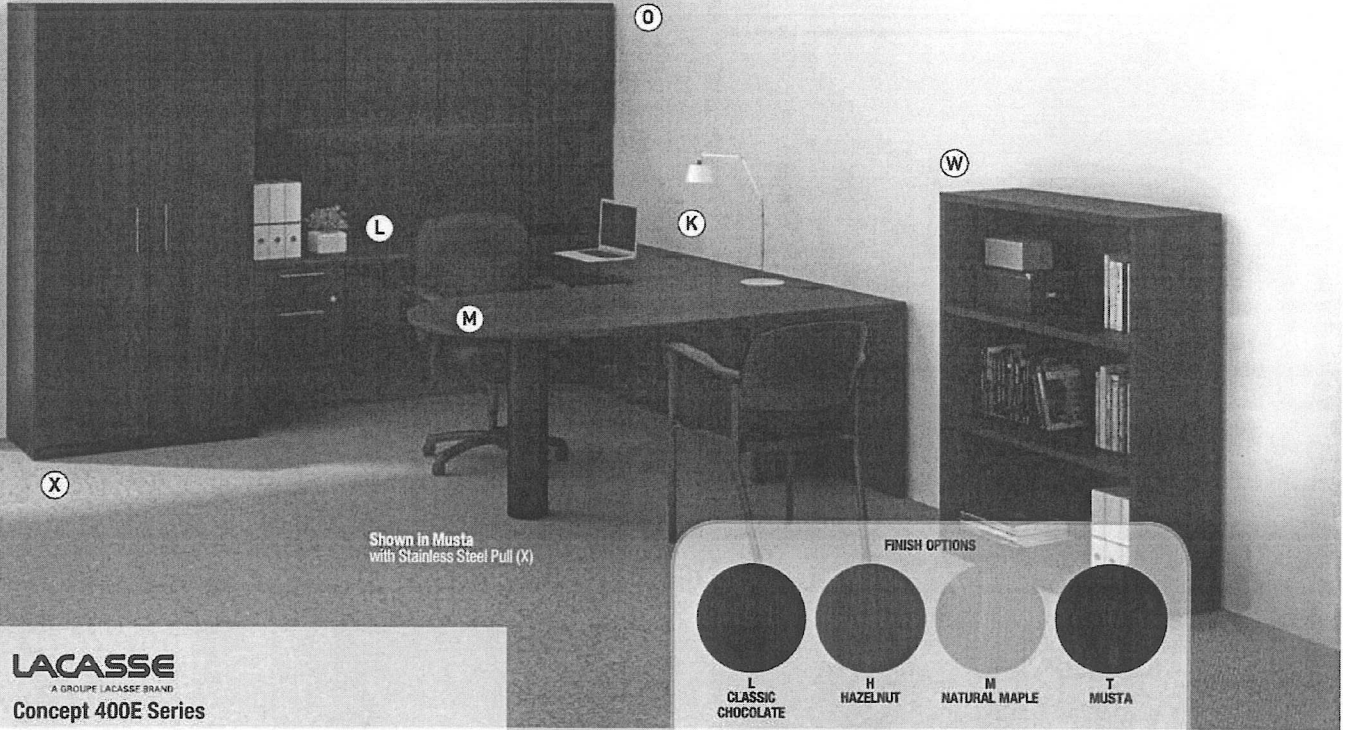 O
W
K
L
M
X
Shown in Musta
with Stainless Steel Pull (X)
FINISH OPTIONS
L
CLASSIC
CHOCOLATE
H
HAZELNUT
M
NATURAL MAPLE
T
MUSTA
LACASSE
A GROUPE LACASSE BRAND
Concept 400E Series